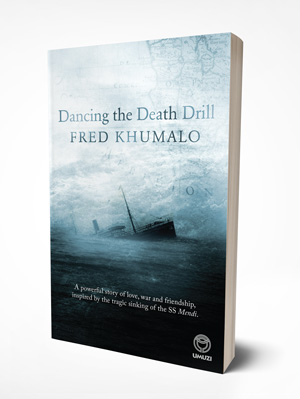 Dancing the Death Drill
FRED KHUMALO
A powerful story of love, war and friendship,
inspired by the tragic sinking of the SS Mendi.
UMUZI